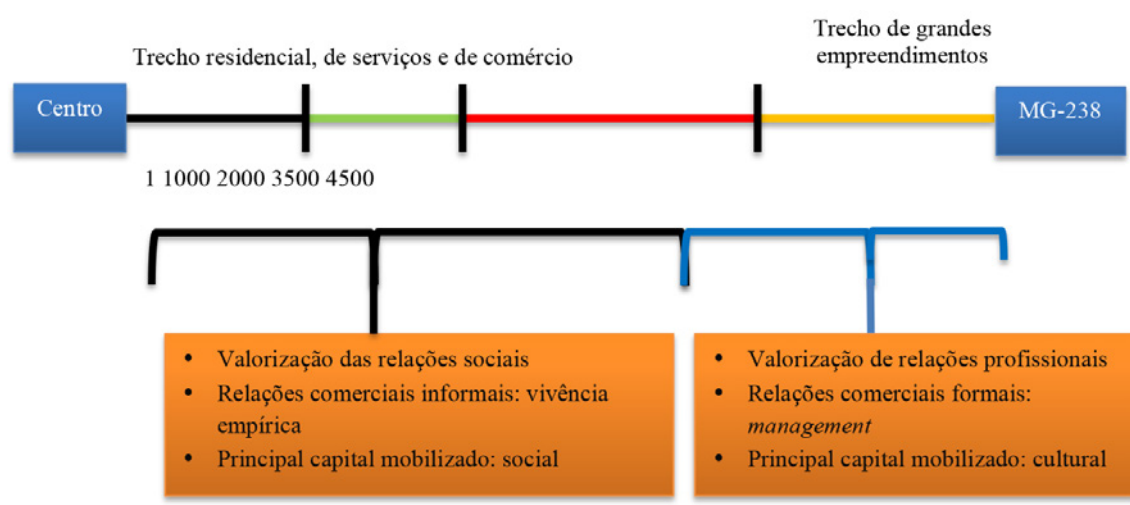 Trecho de grandes
empreendimentos
Trecho residencial, de serviços e de comércio
Centro
MG-238
1 1000 2000 3500 4500
• Valorização das relações sociais
• Relações comerciais informais: vivência
empírica
• Principal capital mobilizado: social
• Valorização de relações profissionais
• Relações comerciais formais:
management
• Principal capital mobilizado: cultural